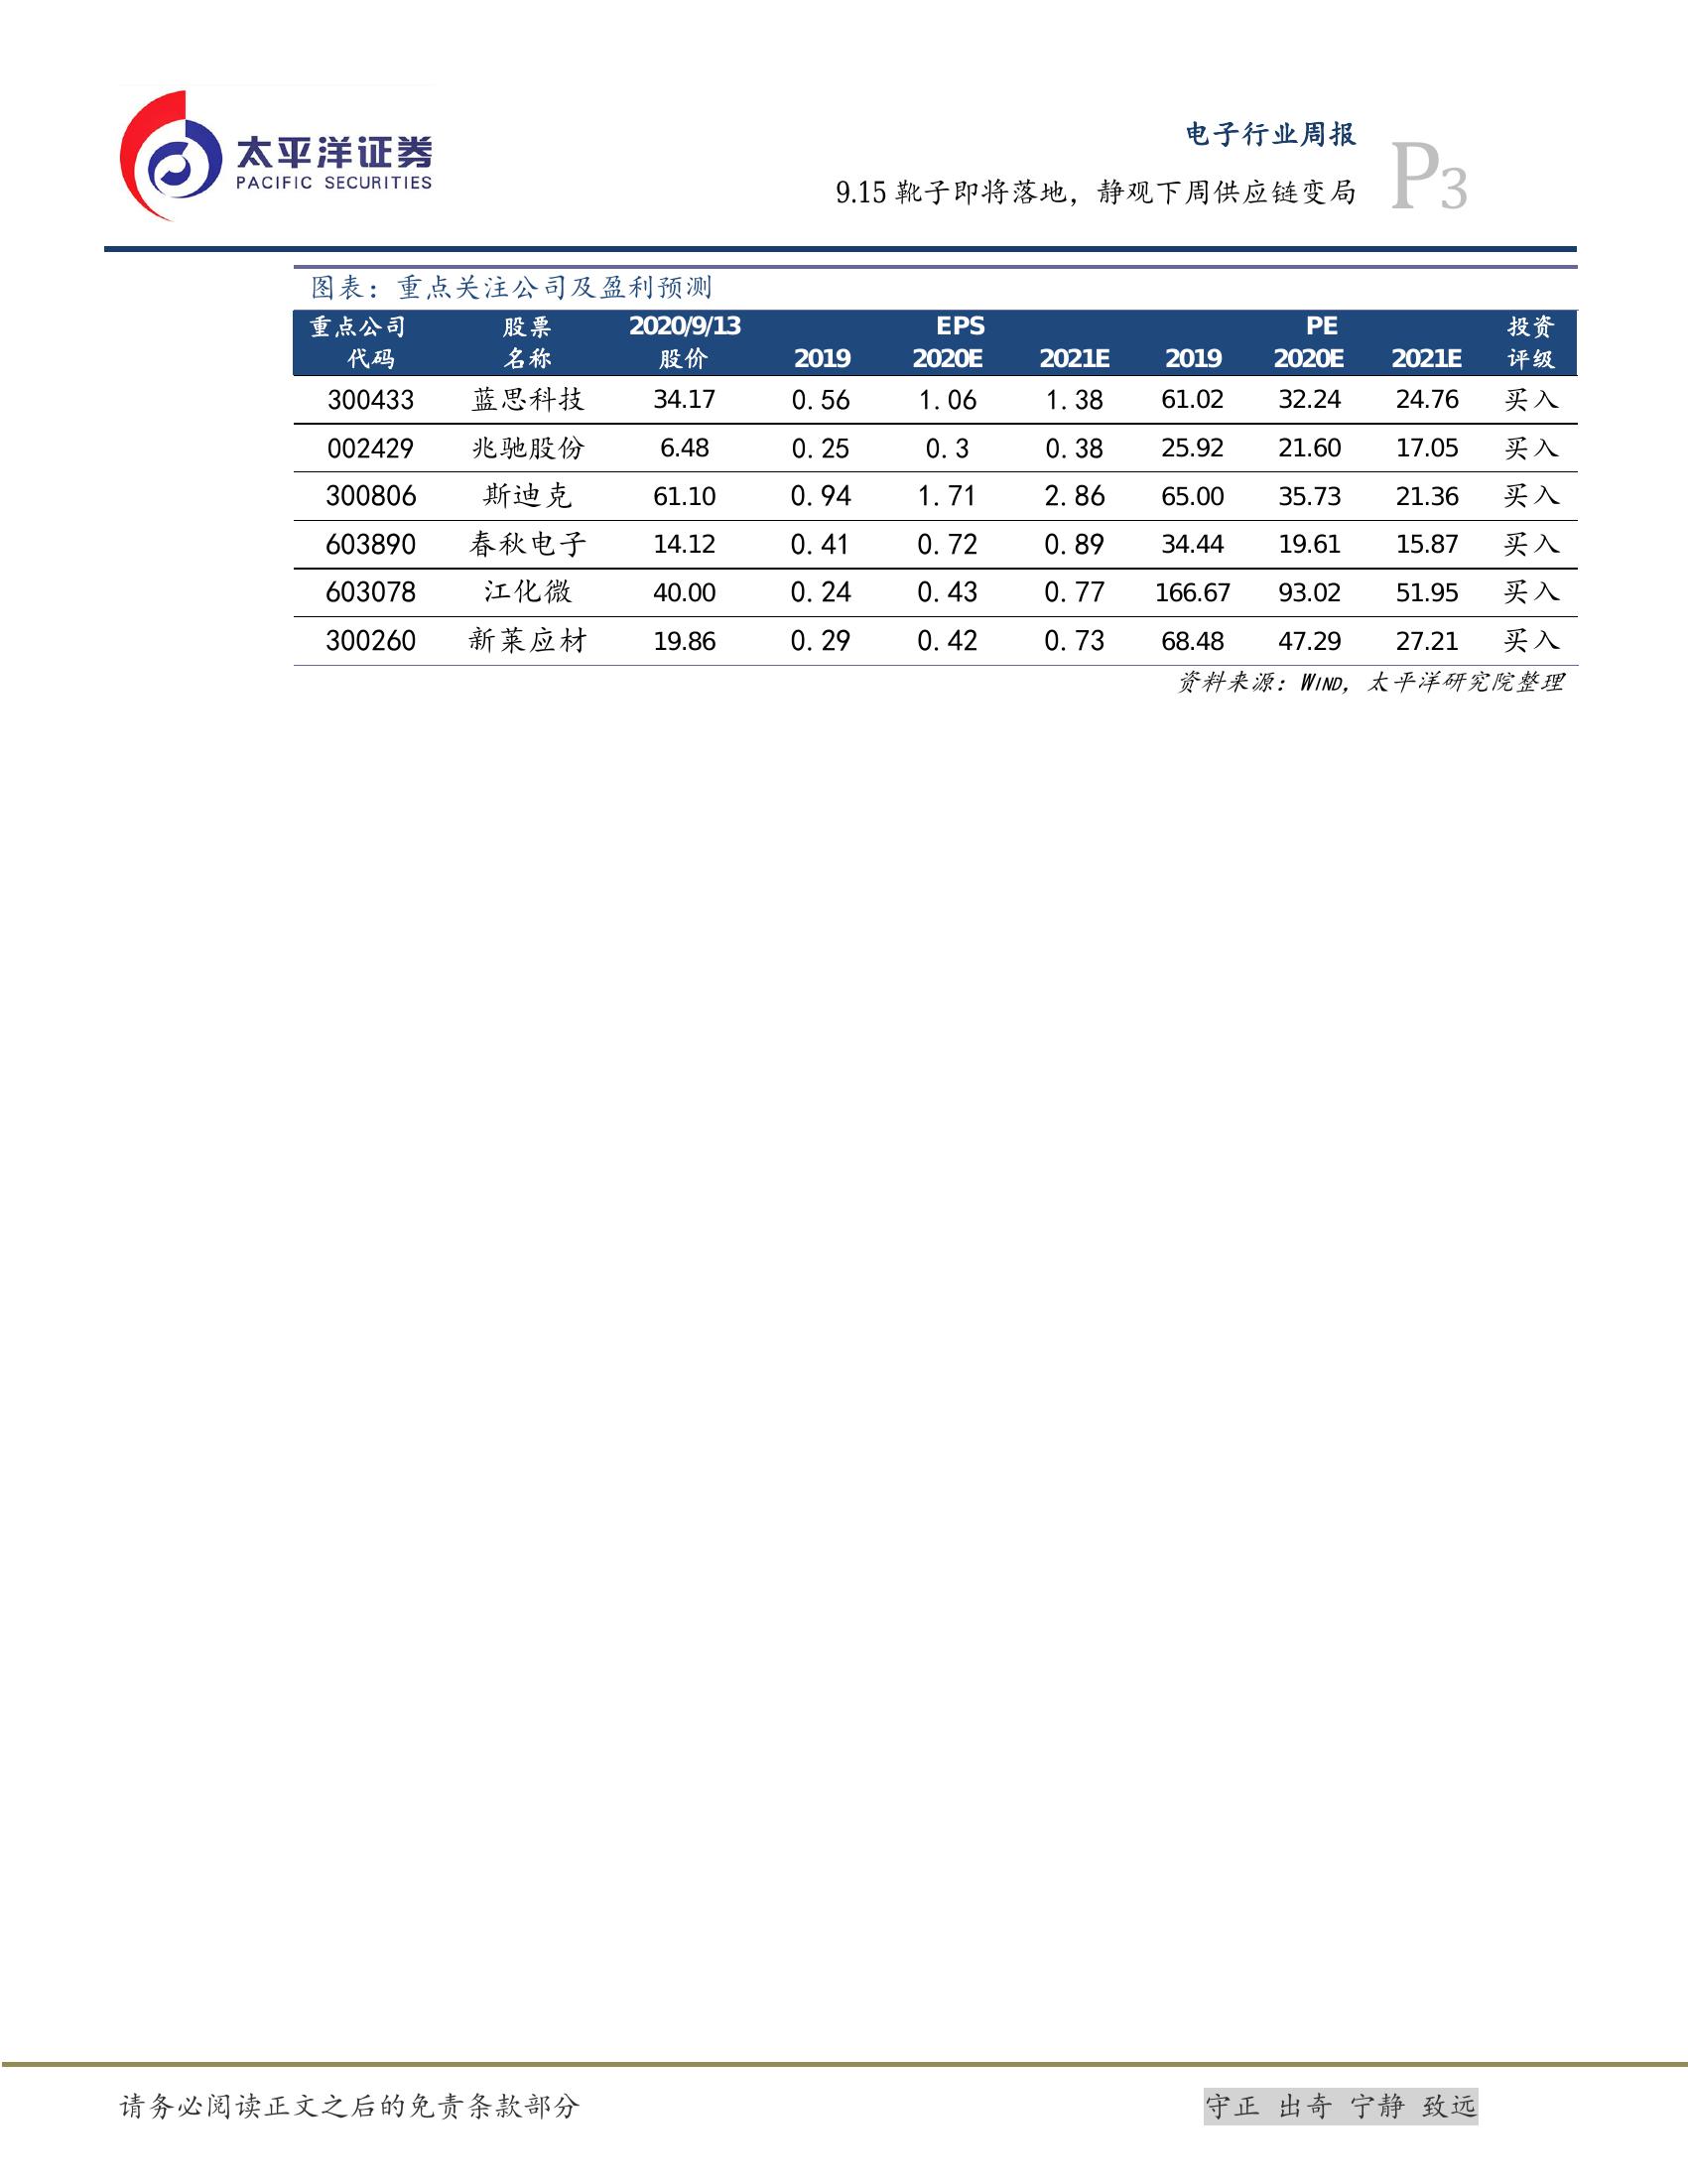 太平洋证券
PACIFIC SECURITIES
电子行业周报
9.15 靴子即将落地，静观下周供应链变局
P3
图表：重点关注公司及盈利预测
重点公司 股票 2020/9/13 EPS PE 投资
代码 名称 股价 2019 2020E 2021E 2019 2020E 2021E 评级
300433 蓝思科技 34.17 0.56 1.06 1.38 61.02 32.24 24.76 买入
002429 兆驰股份 6.48 0.25 0.3 0.38 25.92 21.60 17.05 买入
300806 斯迪克 61.10 0.94 1.71 2.86 65.00 35.73 21.36 买入
603890 春秋电子 14.12 0.41 0.72 0.89 34.44 19.61 15.87 买入
603078 江化微 40.00 0.24 0.43 0.77 166.67 93.02 51.95 买入
300260 新莱应材 19.86 0.29 0.42 0.73 68.48 47.29 27.21 买入
资料来源：WIND，太平洋研究院整理
请务必阅读正文之后的免责条款部分 守正 出奇 宁静 致远